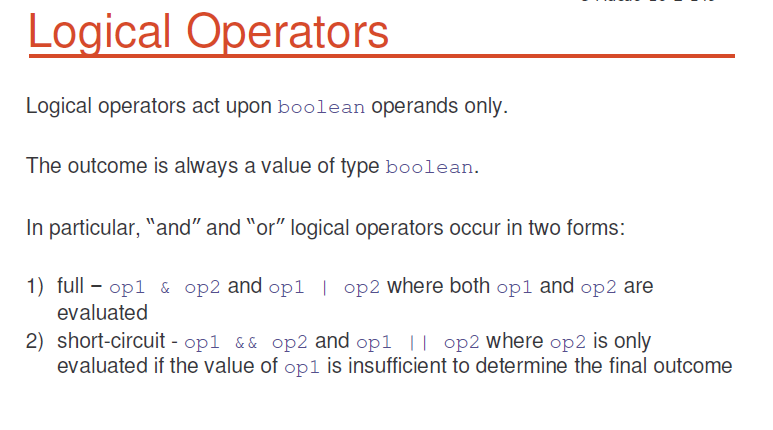 Logical Operators
Logical operators act upon boolean operands only.
The outcome is always a value of type boolean.
In particular, “and” and “or” logical operators occur in two forms:
1) full – op1 & op2 and op1 | op2 where both op1 and op2 are
evaluated
2) short-circuit - op1 && op2 and op1 || op2 where op2 is only
evaluated if the value of op1 is insufficient to determine the final outcome